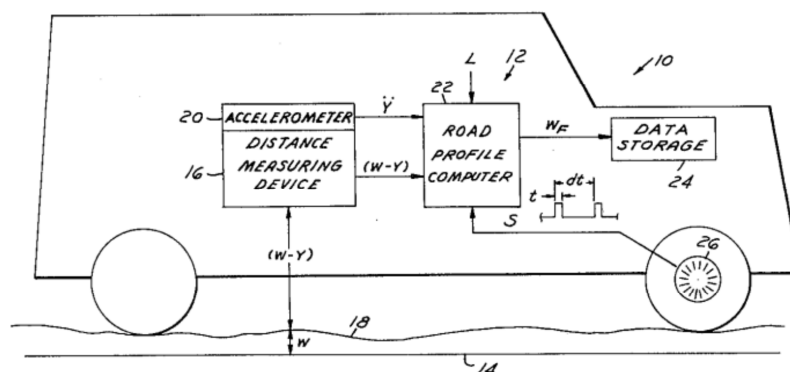 L
12
10
22
20
ACCELEROMETER
Ÿ
ROAD
PROFILE
COMPUTER
W_F
DATA
STORAGE
24
16
DISTANCE
MEASURING
DEVICE
(W-Y)
t
dt
S
26
(W-Y)
18
W
14